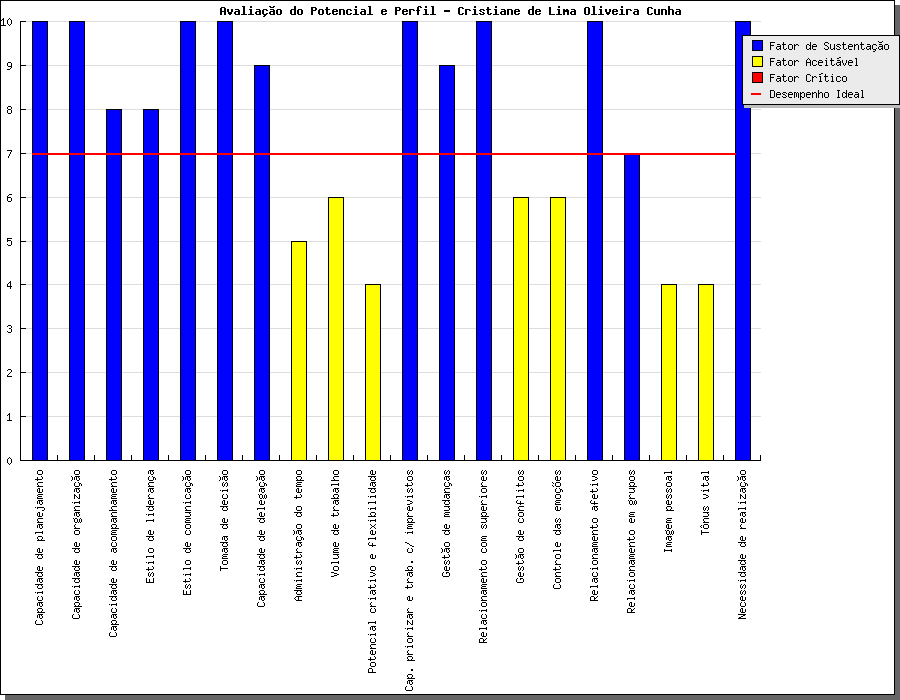 Avaliação do Potencial e Perfil - Cristiane de Lima Oliveira Cunha
Fator de Sustentação
Fator Aceitável
Fator Crítico
Desempenho Ideal
10
9
8
7
6
5
4
3
2
1
0
Capacidade de planejamento
Capacidade de organização
Capacidade de acompanhamento
Estilo de liderança
Estilo de comunicação
Tomada de decisão
Capacidade de delegação
Administração do tempo
Volume de trabalho
Potencial criativo e flexibilidade
Cap. priorizar e trab. c/ imprevistos
Gestão de mudanças
Relacionamento com superiores
Gestão de conflitos
Controle das emoções
Relacionamento afetivo
Relacionamento em grupos
Imagem pessoal
Tônus vital
Necessidade de realização